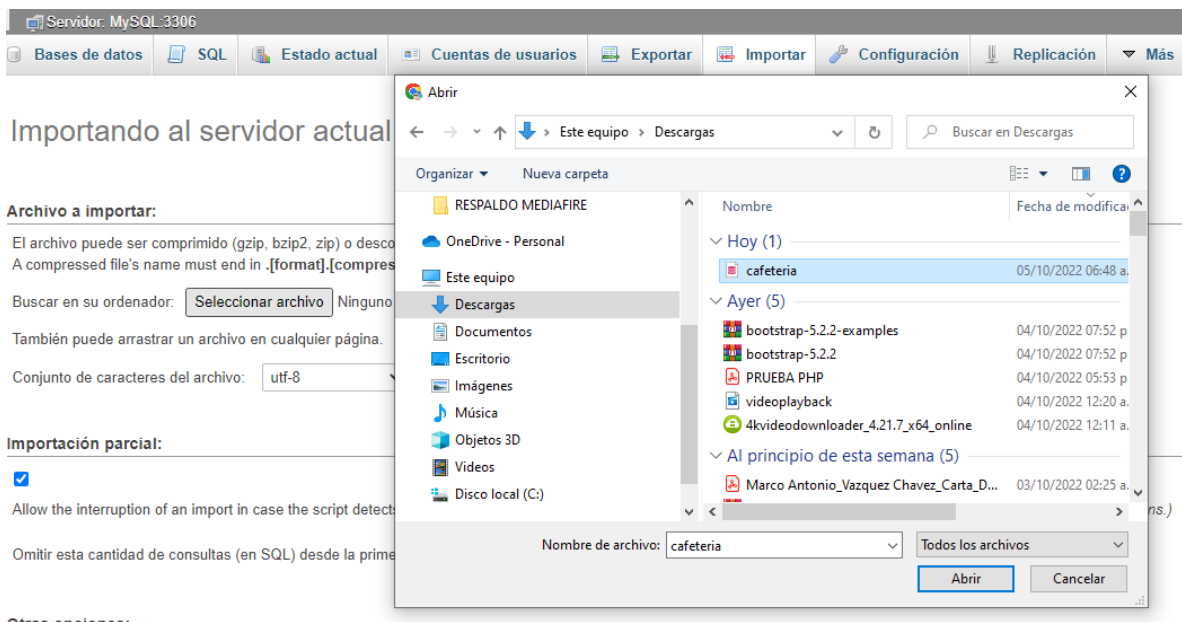 Servidor: MySQL:3306
Bases de datos SQL Estado actual Cuentas de usuarios Exportar Importar Configuración Replicación Más
Importando al servidor actual
Archivo a importar:
El archivo puede ser comprimido (gzip, bzip2, zip) o desco
A compressed file's name must end in .[format].[compres
Buscar en su ordenador: Seleccionar archivo Ninguno
También puede arrastrar un archivo en cualquier página.
Conjunto de caracteres del archivo: utf-8
Importación parcial:
Allow the interruption of an import in case the script detect
ns.)
Omitir esta cantidad de consultas (en SQL) desde la prime
Abrir
Este equipo > Descargas
Buscar en Descargas
Organizar Nueva carpeta
RESPALDO MEDIAFIRE
OneDrive - Personal
Este equipo
Descargas
Documentos
Escritorio
Imágenes
Música
Objetos 3D
Videos
Disco local (C:)
Nombre Fecha de modifica
Hoy (1)
cafeteria 05/10/2022 06:48 a.
Ayer (5)
bootstrap-5.2.2-examples 04/10/2022 07:52 p
bootstrap-5.2.2 04/10/2022 07:52 p
PRUEBA PHP 04/10/2022 05:53 p
videoplayback 04/10/2022 12:20 a.
4kvideodownloader_4.21.7_x64_online 04/10/2022 12:11 a.
Al principio de esta semana (5)
Marco Antonio_Vazquez Chavez_Carta_D... 03/10/2022 02:25 a.
Nombre de archivo: cafeteria Todos los archivos
Abrir Cancelar